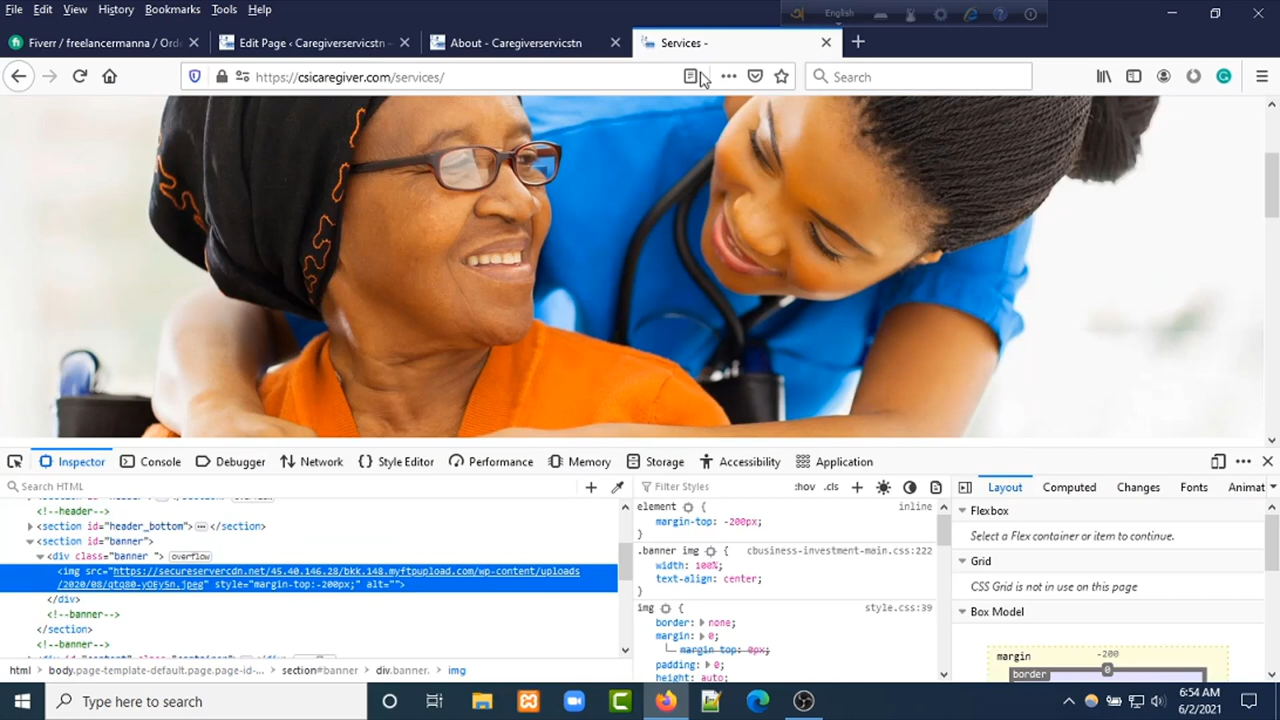 File Edit View History Bookmarks Tools Help
English
Fiverr / freelancermanna / Ord
Edit Page ‹ Caregiverservicstn –
About - Caregiverservicstn
Services -
https://csicaregiver.com/services/
Search
Inspector Console Debugger Network Style Editor Performance Memory Storage Accessibility Application
Search HTML
Filter Styles
:hov .cls
Layout Computed Changes Fonts Animat
<!--header-->
<section id="header_bottom"> </section>
<section id="banner">
<div class="banner "> overflow
<img src="https://secureservercdn.net/45.40.146.28/bkk.148.myftpupload.com/wp-content/uploads
/2020/08/qtq80-yOEy5n.jpeg" style="margin-top:-200px;" alt="">
</div>
<!--banner-->
</section>
<!--banner-->
html body.page-template-default.page.page-id-... section#banner div.banner. img
element { inline
margin-top: -200px;
}
.banner img { cbusiness-investment-main.css:222
width: 100%;
text-align: center;
}
img { style.css:39
border: none;
margin: 0;
margin-top: 0px;
padding: 0;
height: auto;
Flexbox
Select a Flex container or item to continue.
Grid
CSS Grid is not in use on this page
Box Model
margin -200
border 0
Type here to search
6:54 AM
6/2/2021